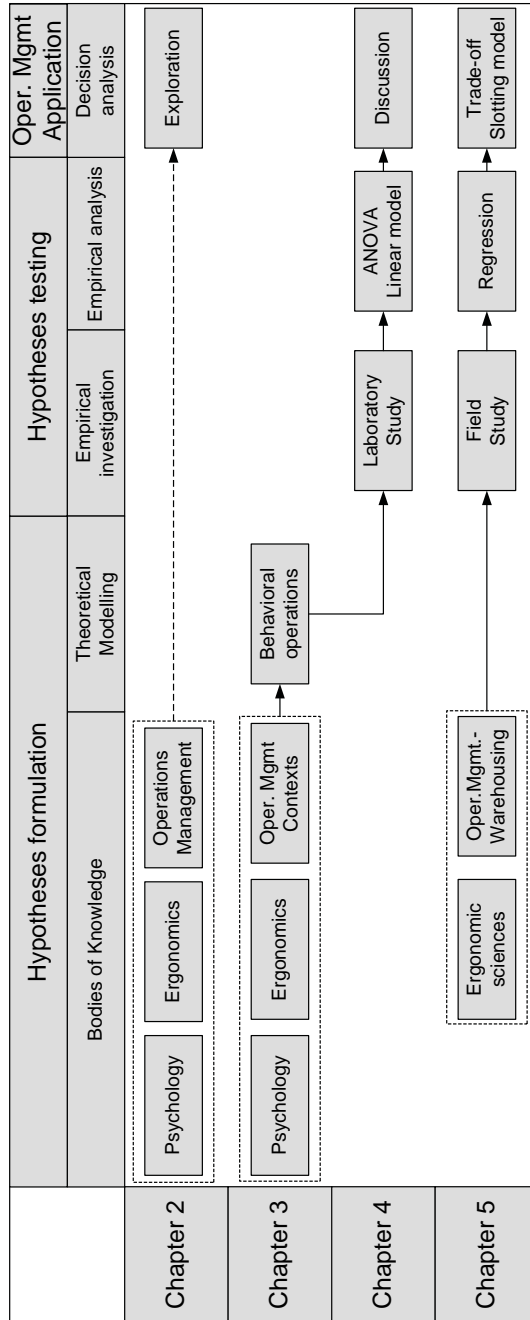 Hypotheses formulation
Hypotheses testing
Oper. Mgmt
Application
Bodies of Knowledge
Theoretical
Modelling
Empirical
investigation
Empirical analysis
Decision
analysis
Chapter 2
Psychology
Ergonomics
Operations
Management
Exploration
Chapter 3
Psychology
Ergonomics
Oper. Mgmt
Contexts
Behavioral
operations
Chapter 4
Laboratory
Study
ANOVA
Linear model
Discussion
Chapter 5
Ergonomic
sciences
Oper.Mgmt.-
Warehousing
Field
Study
Regression
Trade-off
Slotting model